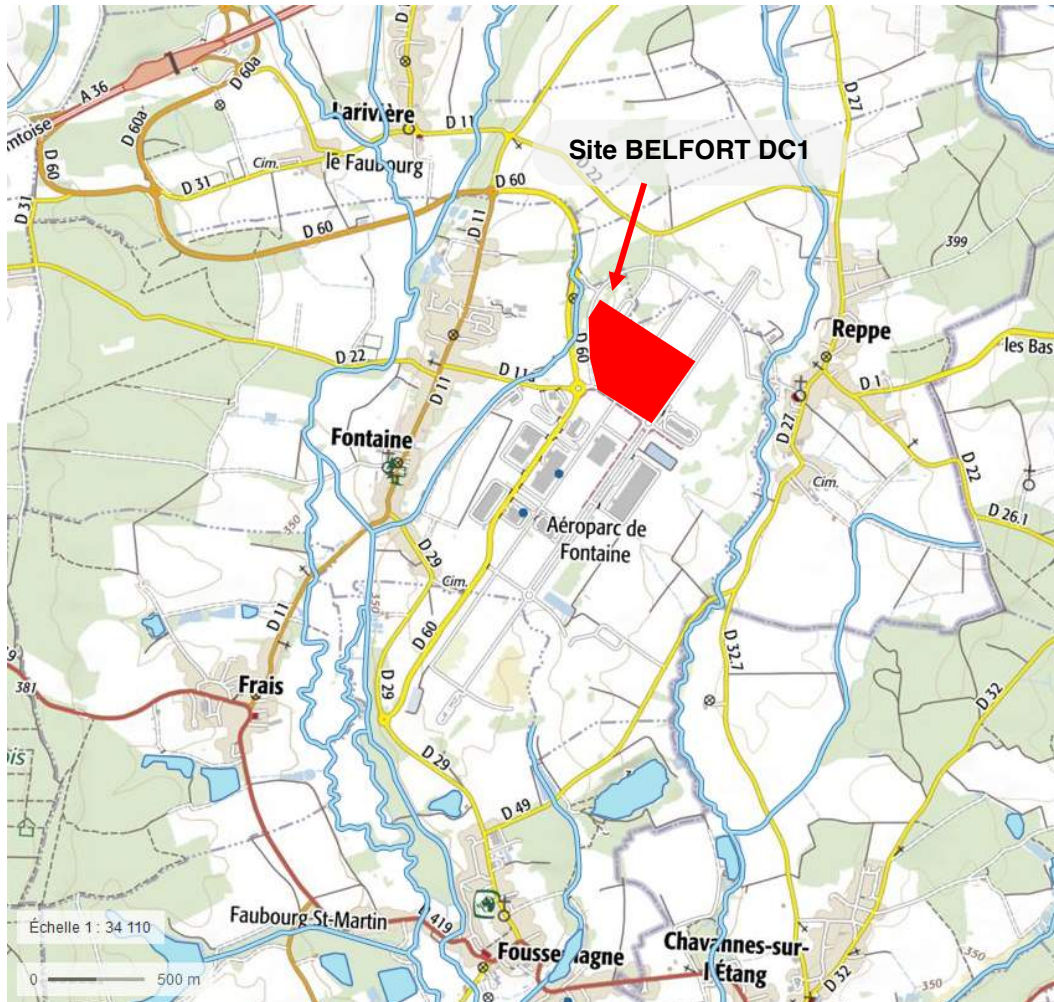 A 36
D 60a
D 60a
D 60
D 31
D 31
Larivière
D 11
le Faubourg
Cim.
D 60
D 11
D 22
D 27
Site BELFORT DC1
399
D 60
Reppe
les Bas
D 1
D 22
D 11
D 27
Fontaine
Cim.
D 22
D 26.1
350
Aéroparc de
Fontaine
D 29
Cim.
350
D 11
D 60
D 32.7
D 32
381
Frais
D 29
D 29
D 49
Faubourg St-Martin
Échelle 1 : 34 110
0
500 m
Chavannes-sur-
l'Étang
D 32
350
350